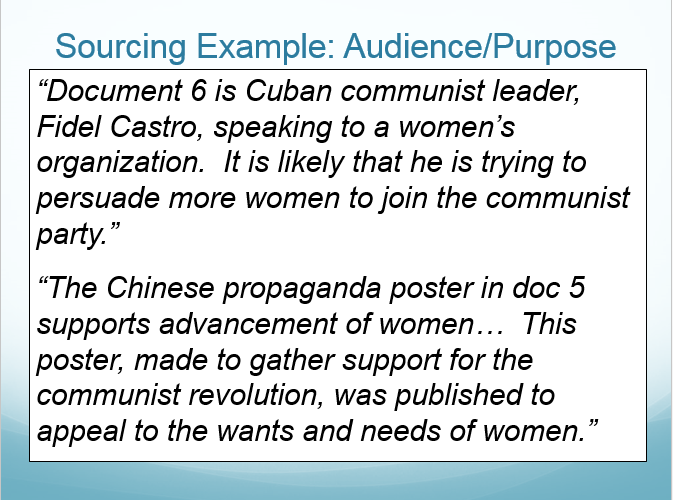 Sourcing Example: Audience/Purpose
“Document 6 is Cuban communist leader,
Fidel Castro, speaking to a women’s
organization.  It is likely that he is trying to
persuade more women to join the communist
party.”
“The Chinese propaganda poster in doc 5
supports advancement of women…  This
poster, made to gather support for the
communist revolution, was published to
appeal to the wants and needs of women.”